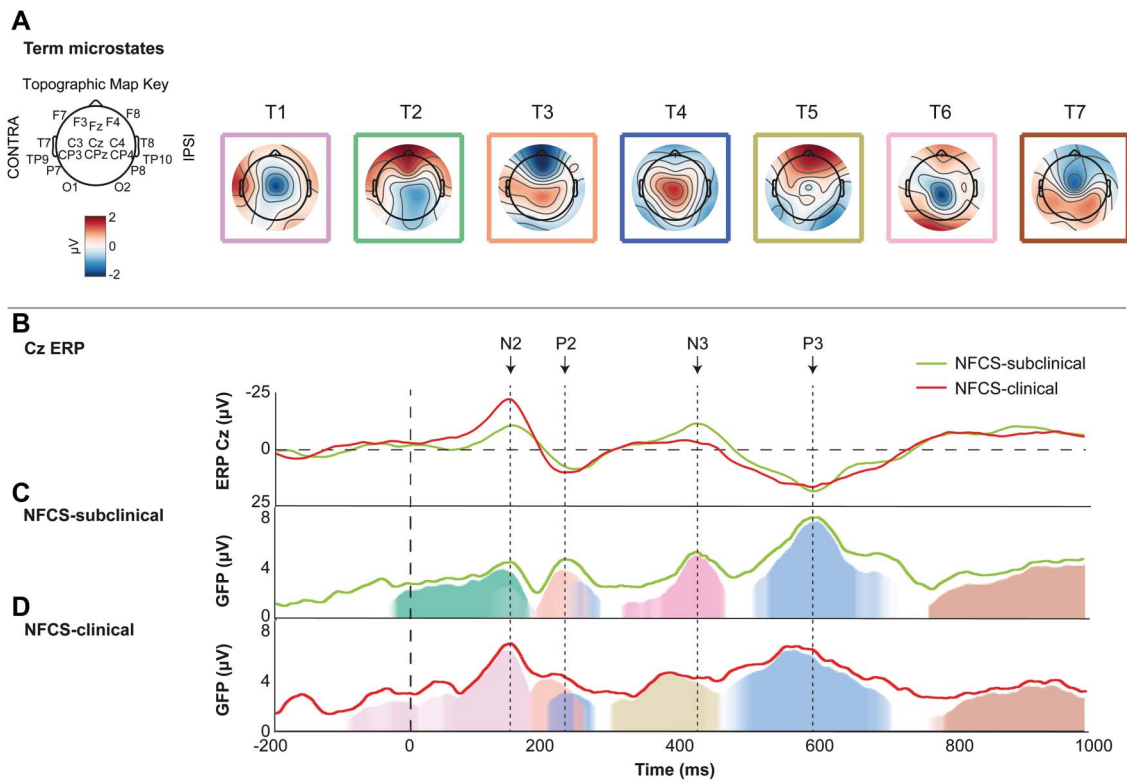 A
Term microstates
Topographic Map Key
CONTRA
F7 F8
F3 F4
Fz
T7 C3 Cz C4 T8
TP9 CP3 CPz CP4 TP10
P7 P8
O1 O2
IPSI
µV
2
0
-2
T1 T2 T3 T4 T5 T6 T7
B
Cz ERP
N2 P2 N3 P3
NFCS-subclinical
NFCS-clinical
ERP Cz (µV)
-25
0
25
C
NFCS-subclinical
GFP (µV)
8
4
0
D
NFCS-clinical
GFP (µV)
8
4
0
-200 0 200 400 600 800 1000
Time (ms)